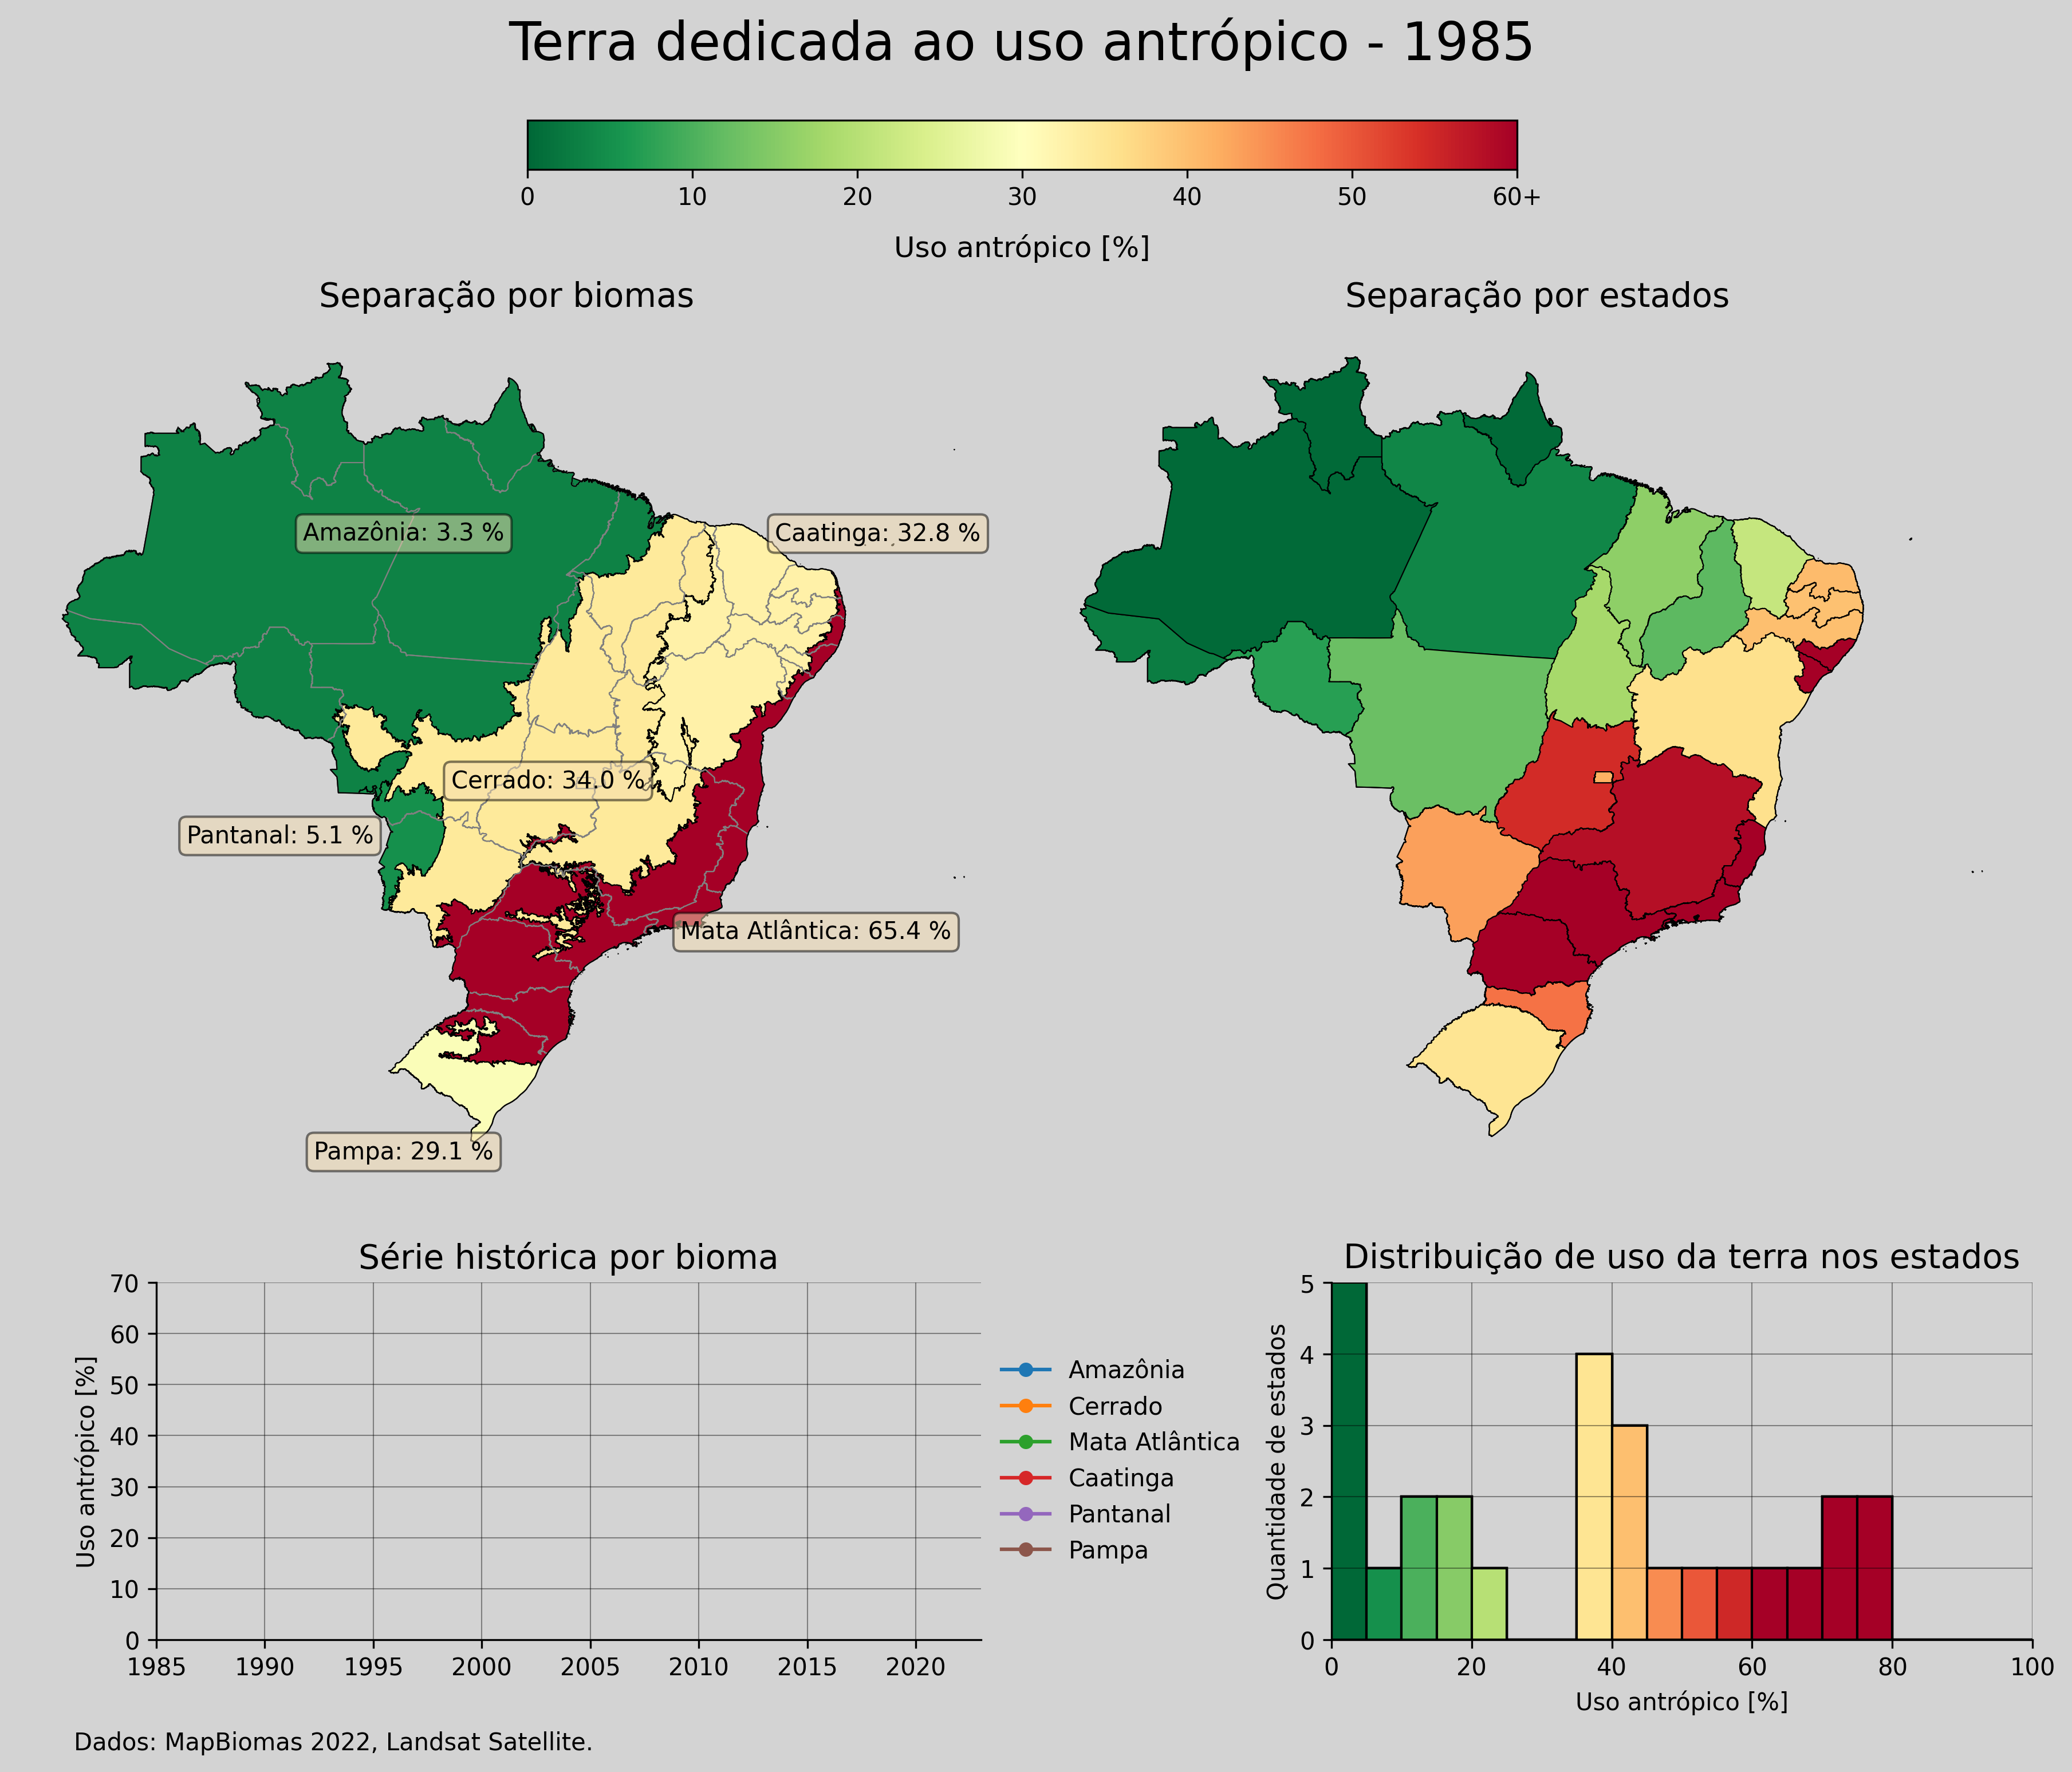 Terra dedicada ao uso antrópico - 1985
0 10 20 30 40 50 60+
Uso antrópico [%]
Separação por biomas
Separação por estados
Amazônia: 3.3 %
Caatinga: 32.8 %
Cerrado: 34.0 %
Pantanal: 5.1 %
Mata Atlântica: 65.4 %
Pampa: 29.1 %
Série histórica por bioma
70
60
50
40
30
20
10
0
Uso antrópico [%]
1985 1990 1995 2000 2005 2010 2015 2020
Amazônia
Cerrado
Mata Atlântica
Caatinga
Pantanal
Pampa
Distribuição de uso da terra nos estados
5
4
3
2
1
0
Quantidade de estados
0 20 40 60 80 100
Uso antrópico [%]
Dados: MapBiomas 2022, Landsat Satellite.